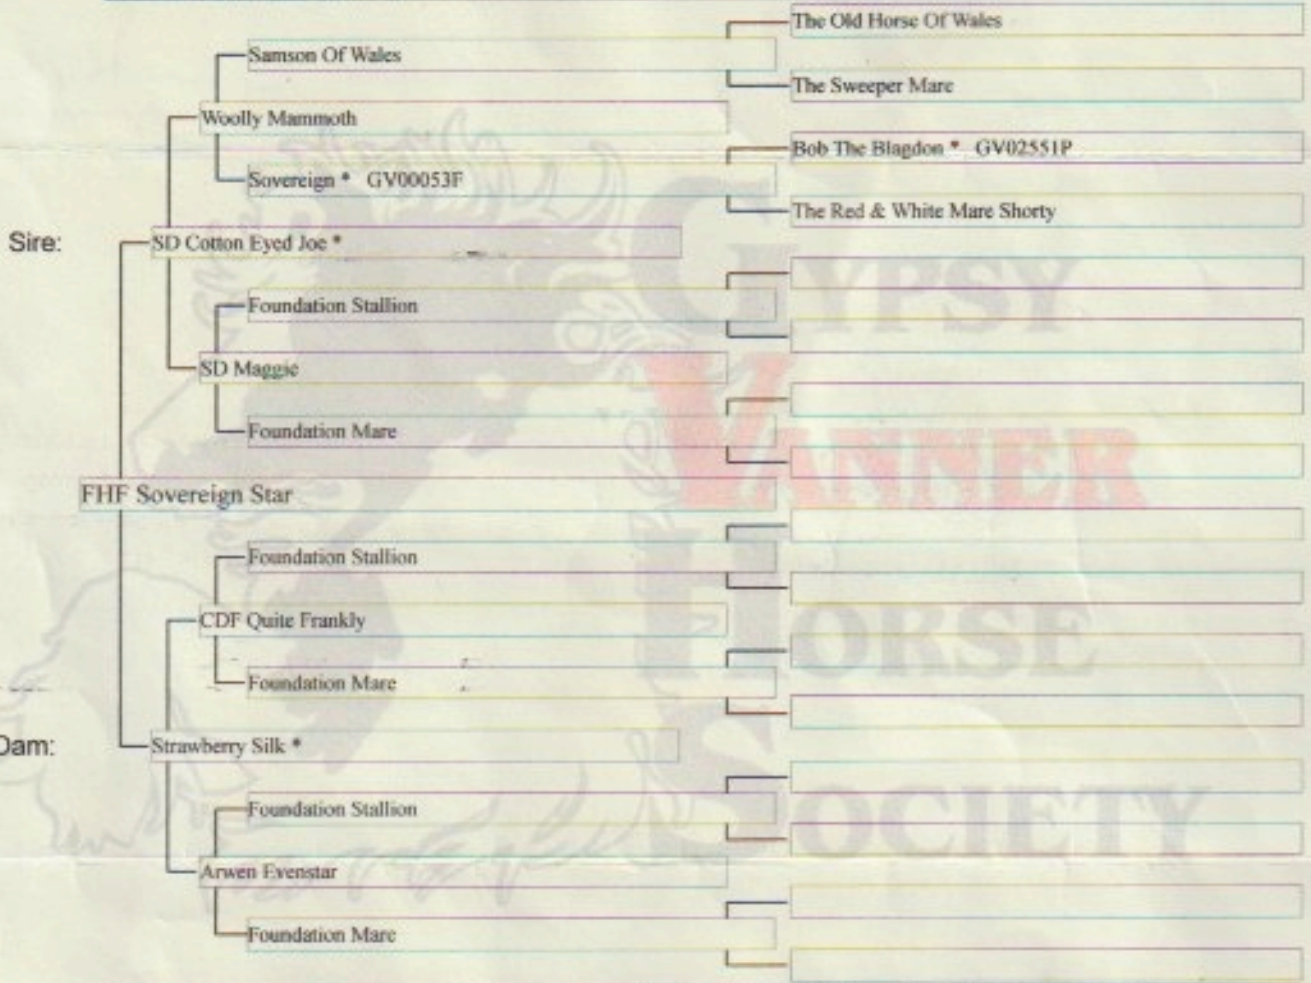 The Old Horse Of Wales
Samson Of Wales
The Sweeper Mare
Woolly Mammoth
Bob The Blagdon * GV02551P
Sovereign * GV00053F
The Red & White Mare Shorty
Sire:
SD Cotton Eyed Joe *
GYPSY
Foundation Stallion
SD Maggie
VANNER
Foundation Mare
FHF Sovereign Star
Foundation Stallion
CDF Quite Frankly
HORSE
Foundation Mare
Dam:
Strawberry Silk *
Foundation Stallion
SOCIETY
Arwen Evenstar
Foundation Mare